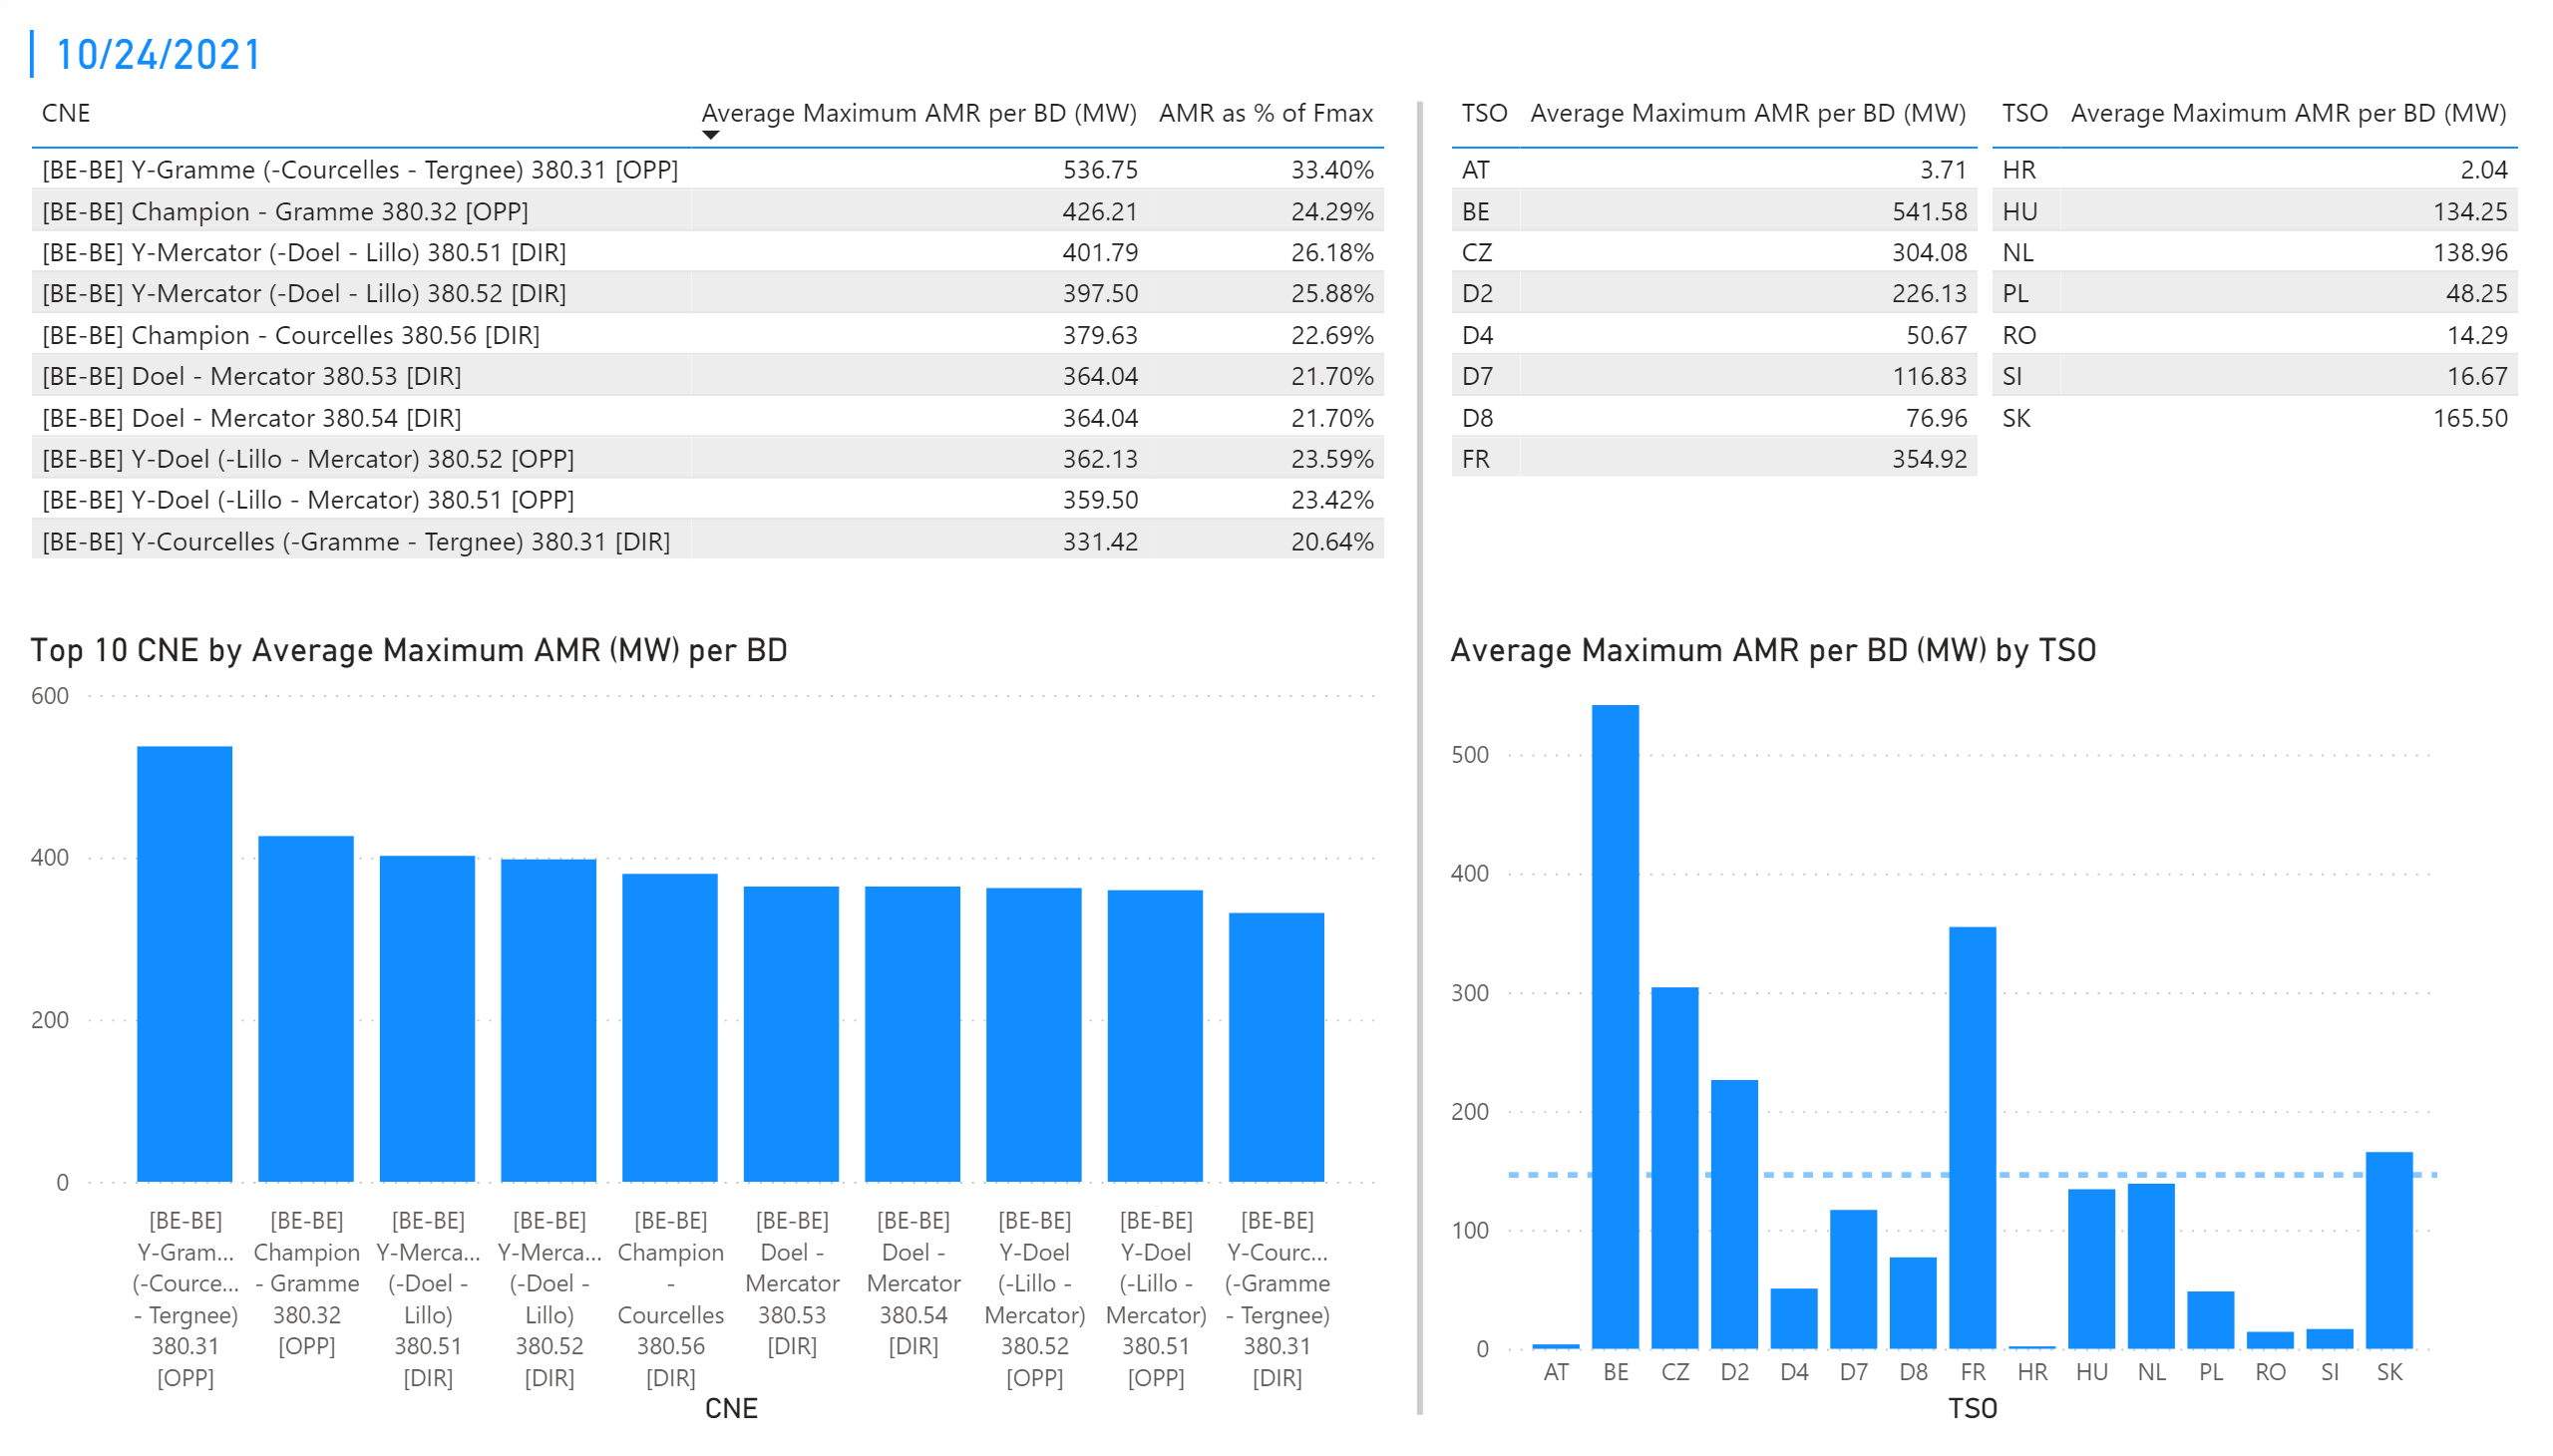 10/24/2021
CNE Average Maximum AMR per BD (MW) AMR as % of Fmax
[BE-BE] Y-Gramme (-Courcelles - Tergnee) 380.31 [OPP] 536.75 33.40%
[BE-BE] Champion - Gramme 380.32 [OPP] 426.21 24.29%
[BE-BE] Y-Mercator (-Doel - Lillo) 380.51 [DIR] 401.79 26.18%
[BE-BE] Y-Mercator (-Doel - Lillo) 380.52 [DIR] 397.50 25.88%
[BE-BE] Champion - Courcelles 380.56 [DIR] 379.63 22.69%
[BE-BE] Doel - Mercator 380.53 [DIR] 364.04 21.70%
[BE-BE] Doel - Mercator 380.54 [DIR] 364.04 21.70%
[BE-BE] Y-Doel (-Lillo - Mercator) 380.52 [OPP] 362.13 23.59%
[BE-BE] Y-Doel (-Lillo - Mercator) 380.51 [OPP] 359.50 23.42%
[BE-BE] Y-Courcelles (-Gramme - Tergnee) 380.31 [DIR] 331.42 20.64%
TSO Average Maximum AMR per BD (MW)
AT 3.71
BE 541.58
CZ 304.08
D2 226.13
D4 50.67
D7 116.83
D8 76.96
FR 354.92
TSO Average Maximum AMR per BD (MW)
HR 2.04
HU 134.25
NL 138.96
PL 48.25
RO 14.29
SI 16.67
SK 165.50
Top 10 CNE by Average Maximum AMR (MW) per BD
600
400
200
0
[BE-BE]
Y-Gram...
(-Cource...
- Tergnee)
380.31
[OPP]
[BE-BE]
Champion
- Gramme
380.32
[OPP]
[BE-BE]
Y-Merca...
(-Doel -
Lillo)
380.51
[DIR]
[BE-BE]
Y-Merca...
(-Doel -
Lillo)
380.52
[DIR]
[BE-BE]
Champion
-
Courcelles
380.56
[DIR]
[BE-BE]
Doel -
Mercator
380.53
[DIR]
[BE-BE]
Doel -
Mercator
380.54
[DIR]
[BE-BE]
Y-Doel
(-Lillo -
Mercator)
380.52
[OPP]
[BE-BE]
Y-Doel
(-Lillo -
Mercator)
380.51
[OPP]
[BE-BE]
Y-Courc...
(-Gramme
- Tergnee)
380.31
[DIR]
CNE
Average Maximum AMR per BD (MW) by TSO
500
400
300
200
100
0
AT BE CZ D2 D4 D7 D8 FR HR HU NL PL RO SI SK
TSO